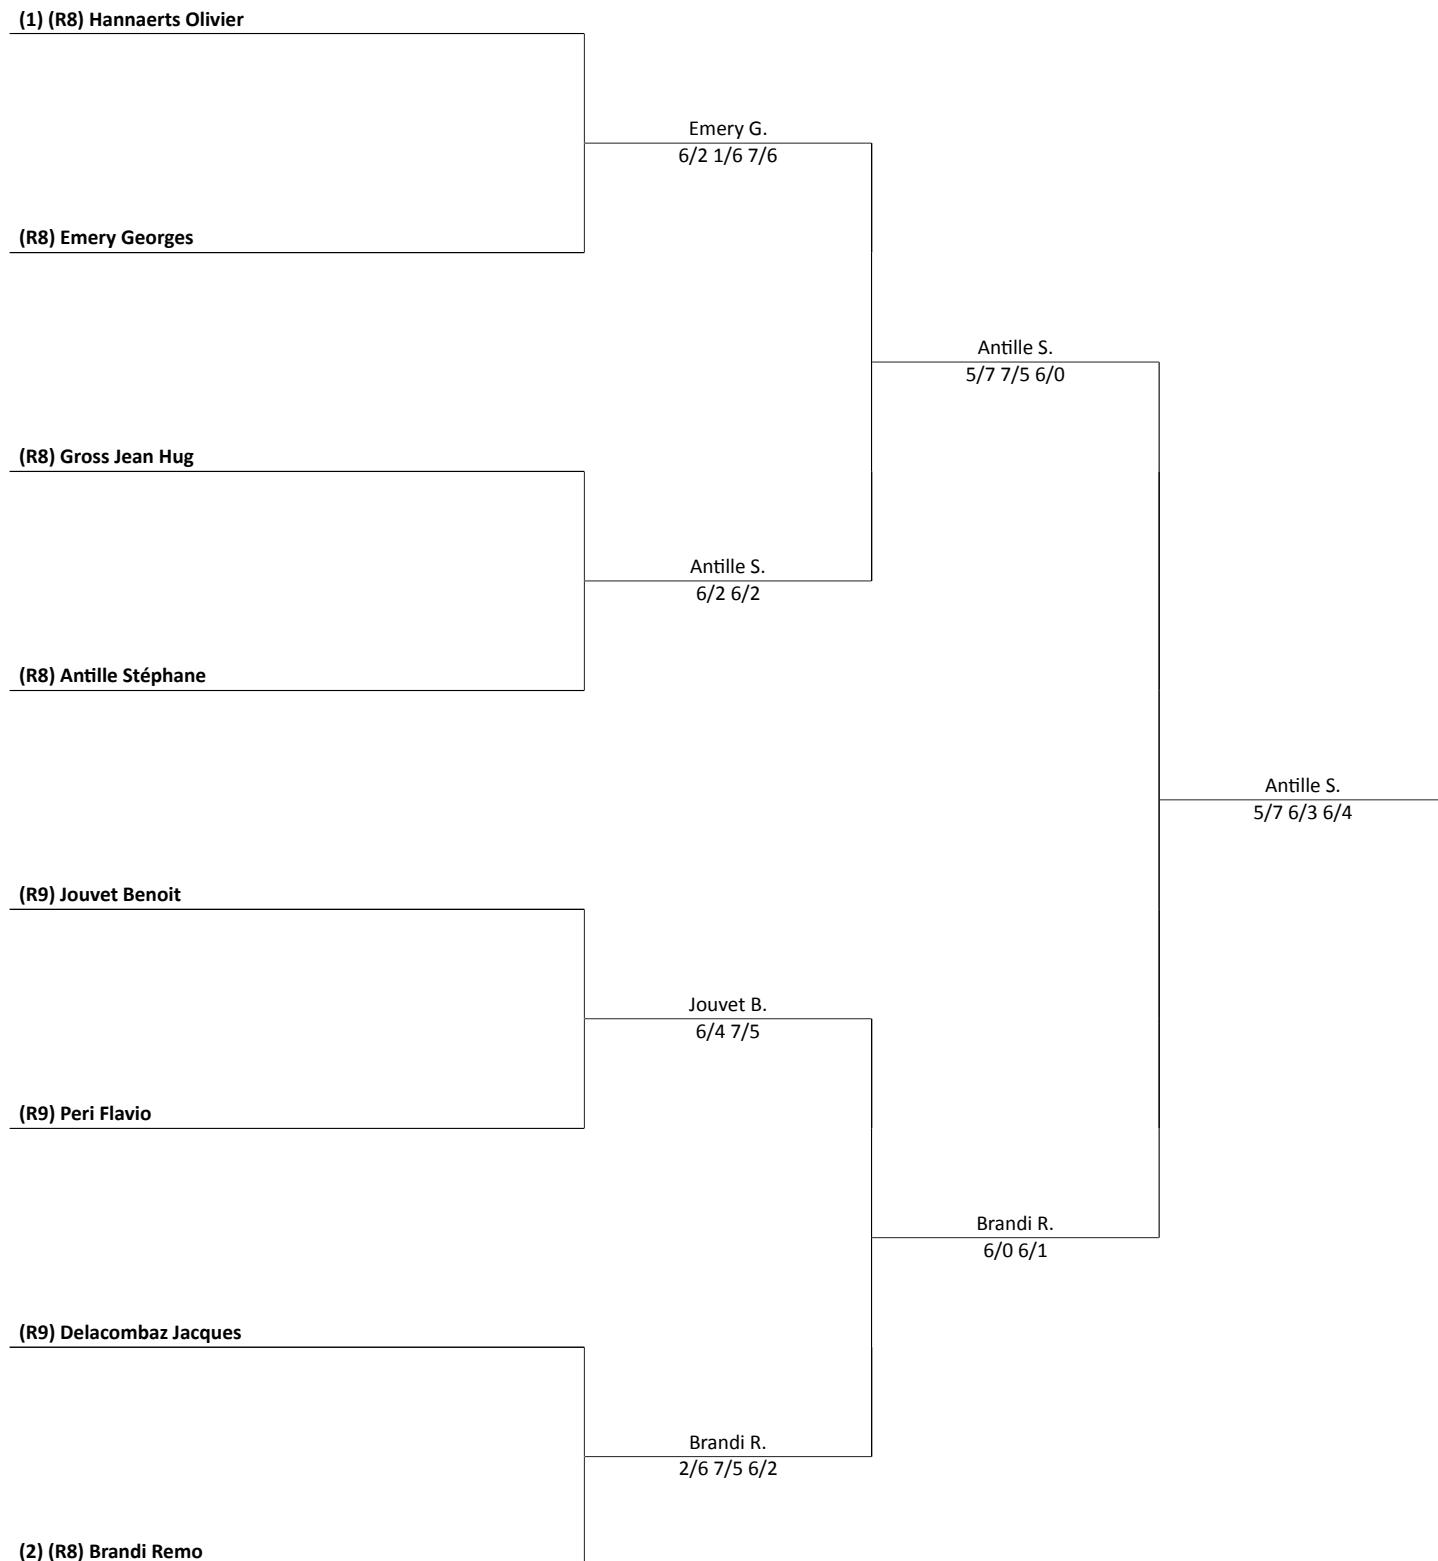 (1) (R8) Hannaerts Olivier
Emery G.
6/2 1/6 7/6
(R8) Emery Georges
Antille S.
5/7 7/5 6/0
(R8) Gross Jean Hug
Antille S.
6/2 6/2
(R8) Antille Stéphane
Antille S.
5/7 6/3 6/4
(R9) Jouvet Benoit
Jouvet B.
6/4 7/5
(R9) Peri Flavio
Brandi R.
6/0 6/1
(R9) Delacombaz Jacques
Brandi R.
2/6 7/5 6/2
(2) (R8) Brandi Remo